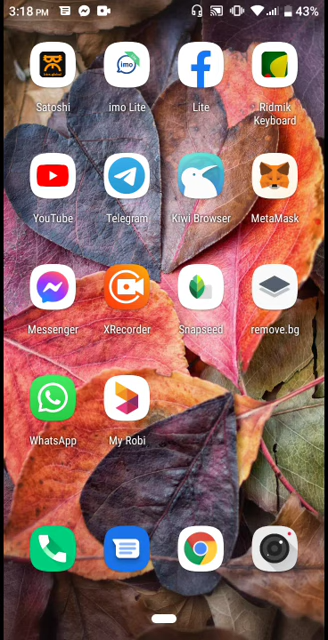 3:18 PM 43%
Satoshi imo Lite Lite Ridmik
Keyboard
YouTube Telegram Kiwi Browser MetaMask
Messenger XRecorder Snapseed remove.bg
WhatsApp My Robi